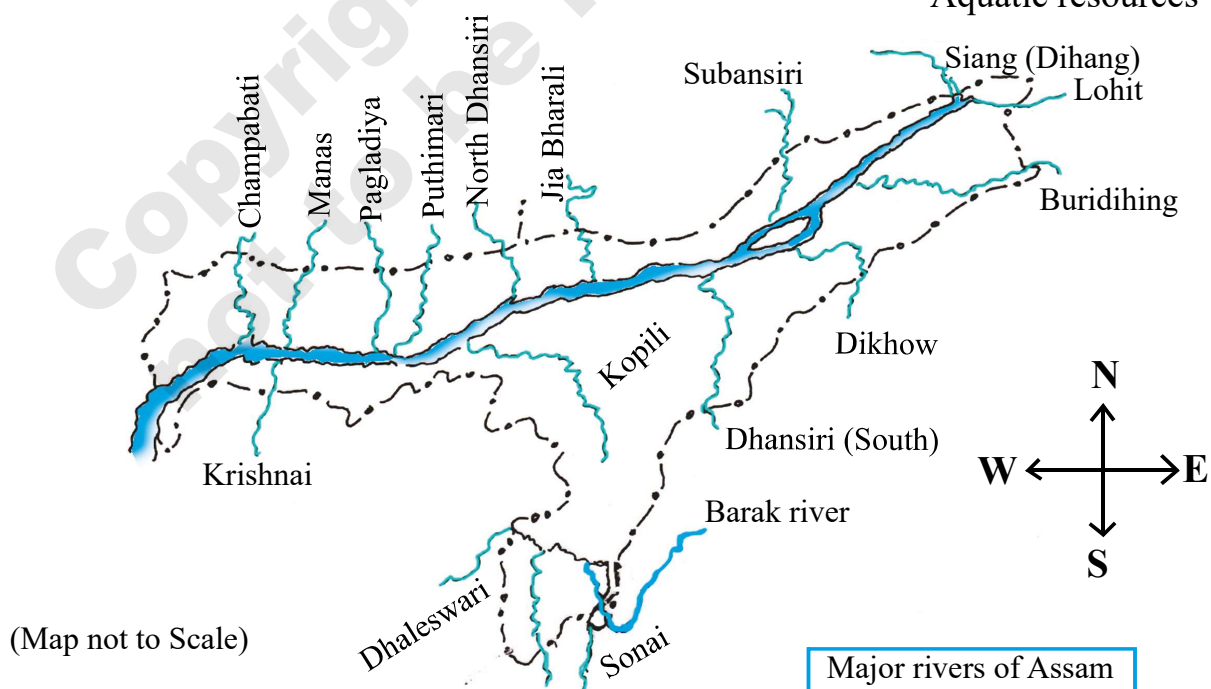 Aquatic resources
Siang (Dihang)
Subansiri
Lohit
Champabati
Manas
Pagladiya
Puthimari
North Dhansiri
Jia Bharali
Buridihing
Kopili
Dikhow
Dhansiri (South)
Krishnai
N
W
E
S
Barak river
Dhaleswari
Sonai
(Map not to Scale)
Major rivers of Assam